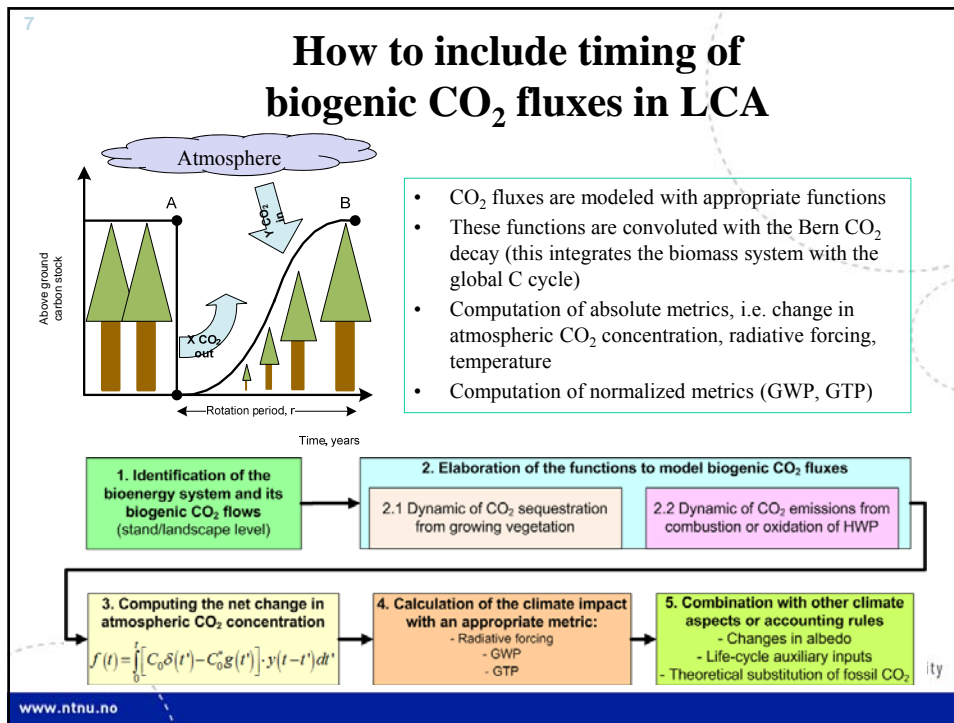 7
How to include timing of
biogenic CO₂ fluxes in LCA
Atmosphere
A
B
Y CO₂
in
X CO₂
out
Above ground
carbon stock
Rotation period, r
Time, years
• CO₂ fluxes are modeled with appropriate functions
• These functions are convoluted with the Bern CO₂
decay (this integrates the biomass system with the
global C cycle)
• Computation of absolute metrics, i.e. change in
atmospheric CO₂ concentration, radiative forcing,
temperature
• Computation of normalized metrics (GWP, GTP)
1. Identification of the
bioenergy system and its
biogenic CO₂ flows
(stand/landscape level)
2. Elaboration of the functions to model biogenic CO₂ fluxes
2.1 Dynamic of CO₂ sequestration
from growing vegetation
2.2 Dynamic of CO₂ emissions from
combustion or oxidation of HWP
3. Computing the net change in
atmospheric CO₂ concentration
f(t)=∫₀ᵗ[C₀δ(t')−C₀*g(t')]·y(t−t')dt'
4. Calculation of the climate impact
with an appropriate metric:
- Radiative forcing
- GWP
- GTP
5. Combination with other climate
aspects or accounting rules
- Changes in albedo
- Life-cycle auxiliary inputs
- Theoretical substitution of fossil CO₂
ity
www.ntnu.no